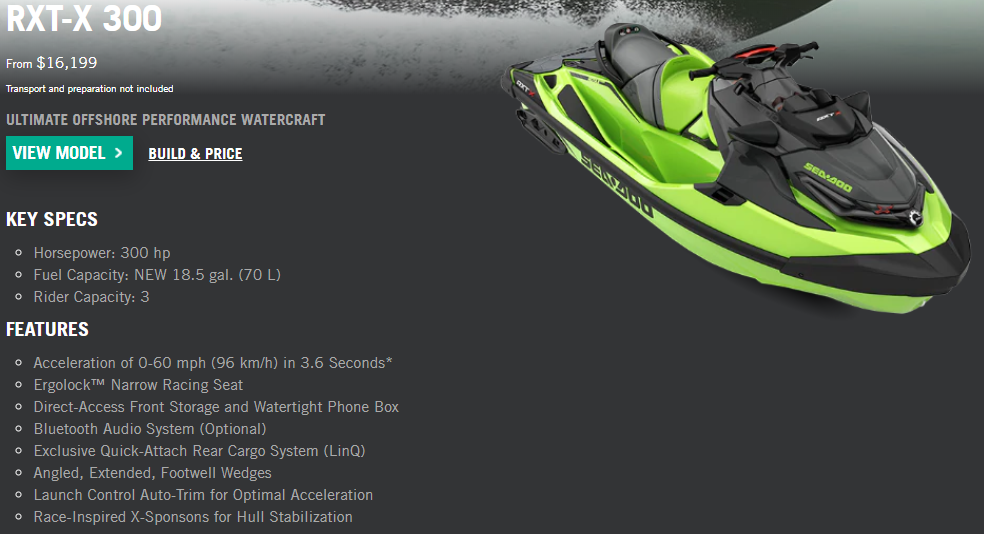 RXT-X 300
From $16,199
Transport and preparation not included
ULTIMATE OFFSHORE PERFORMANCE WATERCRAFT
VIEW MODEL > BUILD & PRICE
KEY SPECS
Horsepower: 300 hp
Fuel Capacity: NEW 18.5 gal. (70 L)
Rider Capacity: 3
FEATURES
Acceleration of 0-60 mph (96 km/h) in 3.6 Seconds*
Ergolock™ Narrow Racing Seat
Direct-Access Front Storage and Watertight Phone Box
Bluetooth Audio System (Optional)
Exclusive Quick-Attach Rear Cargo System (LinQ)
Angled, Extended, Footwell Wedges
Launch Control Auto-Trim for Optimal Acceleration
Race-Inspired X-Sponsons for Hull Stabilization
RXT X
RXT-X
SEA-DOO
SEA-DOO